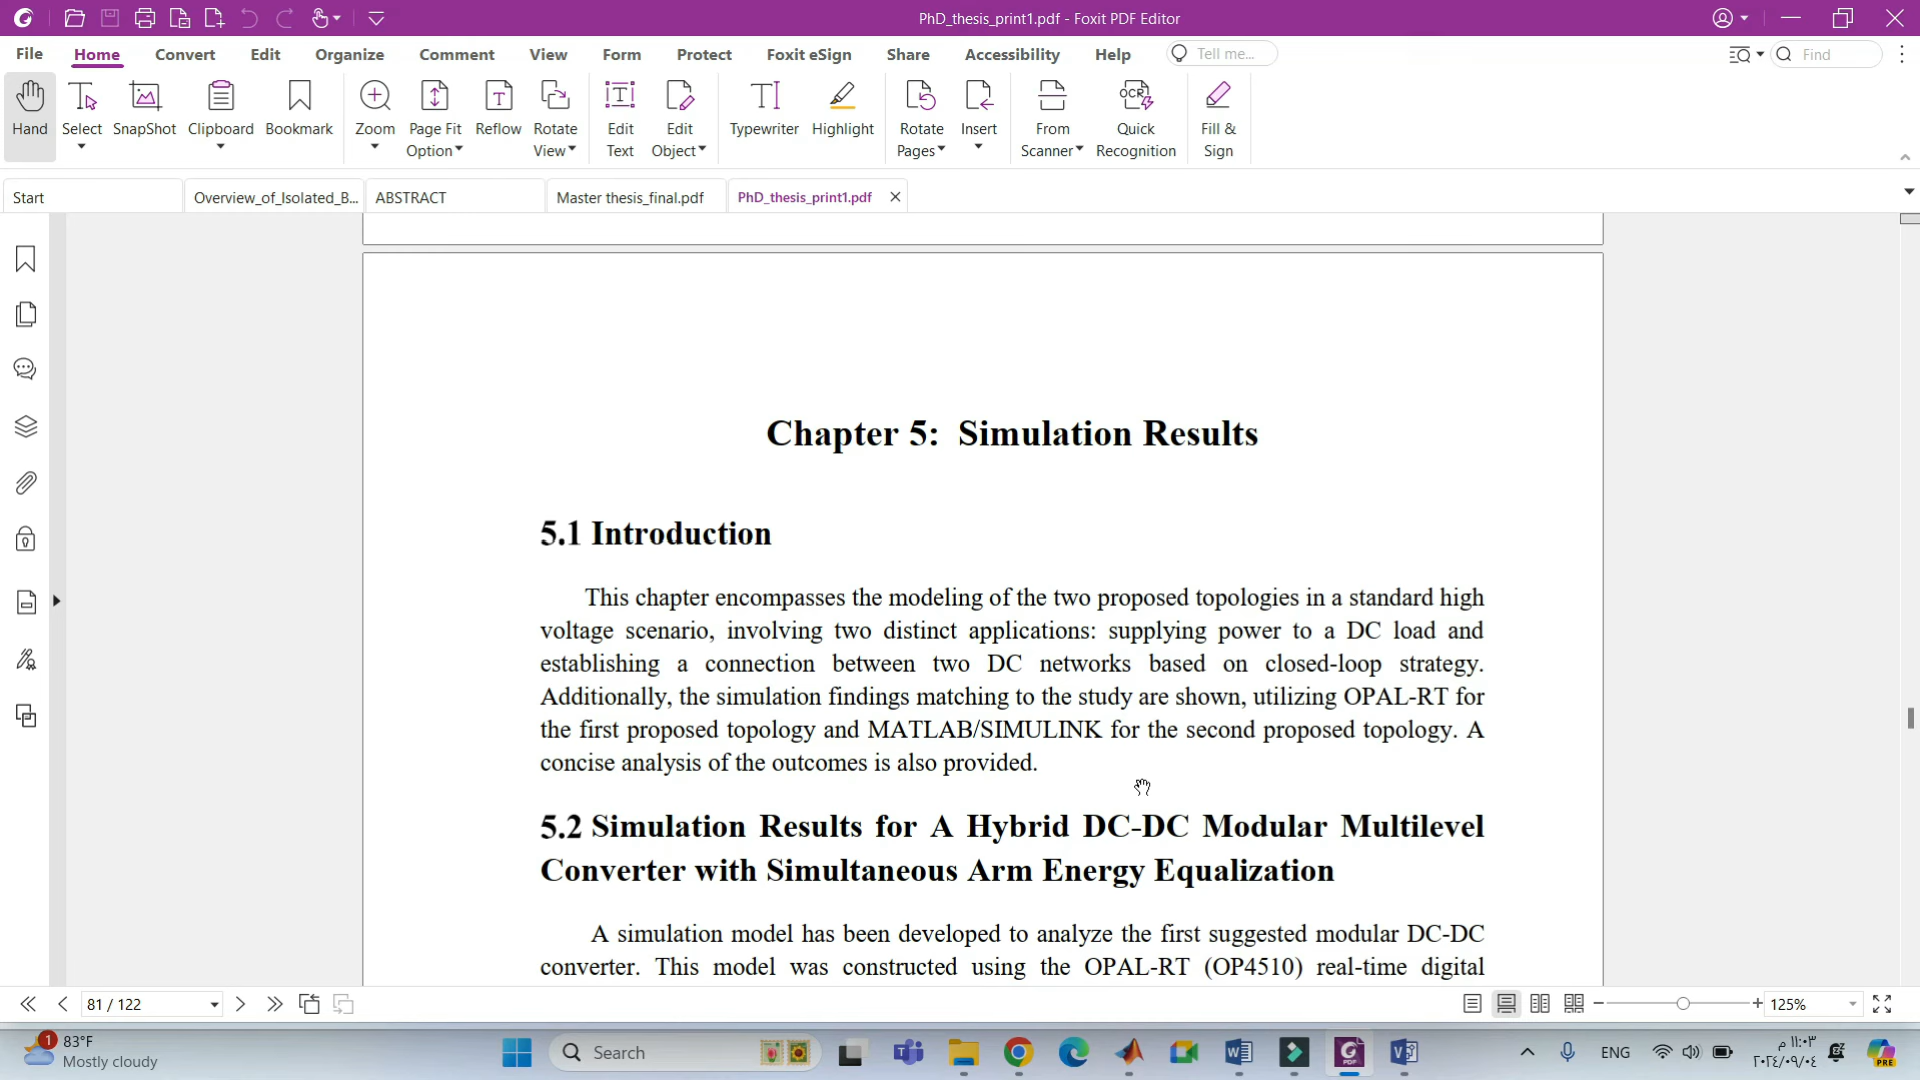 PhD_thesis_print1.pdf - Foxit PDF Editor
File Home Convert Edit Organize Comment View Form Protect Foxit eSign Share Accessibility Help Tell me... Find
Hand Select SnapShot Clipboard Bookmark Zoom Page Fit Option Reflow Rotate View Edit Text Edit Object Typewriter Highlight Rotate Pages Insert From Scanner OCR Quick Recognition Fill & Sign
Start Overview_of_Isolated_B... ABSTRACT Master thesis_final.pdf PhD_thesis_print1.pdf
Chapter 5: Simulation Results
5.1 Introduction
This chapter encompasses the modeling of the two proposed topologies in a standard high
voltage scenario, involving two distinct applications: supplying power to a DC load and
establishing a connection between two DC networks based on closed-loop strategy.
Additionally, the simulation findings matching to the study are shown, utilizing OPAL-RT for
the first proposed topology and MATLAB/SIMULINK for the second proposed topology. A
concise analysis of the outcomes is also provided.
5.2 Simulation Results for A Hybrid DC-DC Modular Multilevel
Converter with Simultaneous Arm Energy Equalization
A simulation model has been developed to analyze the first suggested modular DC-DC
converter. This model was constructed using the OPAL-RT (OP4510) real-time digital
81 / 122 125%
1 83°F Search ENG ١١:٠٣ م
Mostly cloudy ٢٠٢٤/٠٩/٠٤ PRE